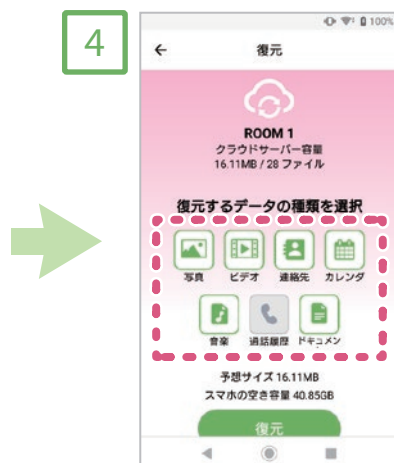 4
100%
復元
ROOM 1
クラウドサーバー容量
16.11MB / 28 ファイル
復元するデータの種類を選択
写真 ビデオ 連絡先 カレンダ
音楽 通話履歴 ドキュメン
予想サイズ 16.11MB
スマホの空き容量 40.85GB
復元